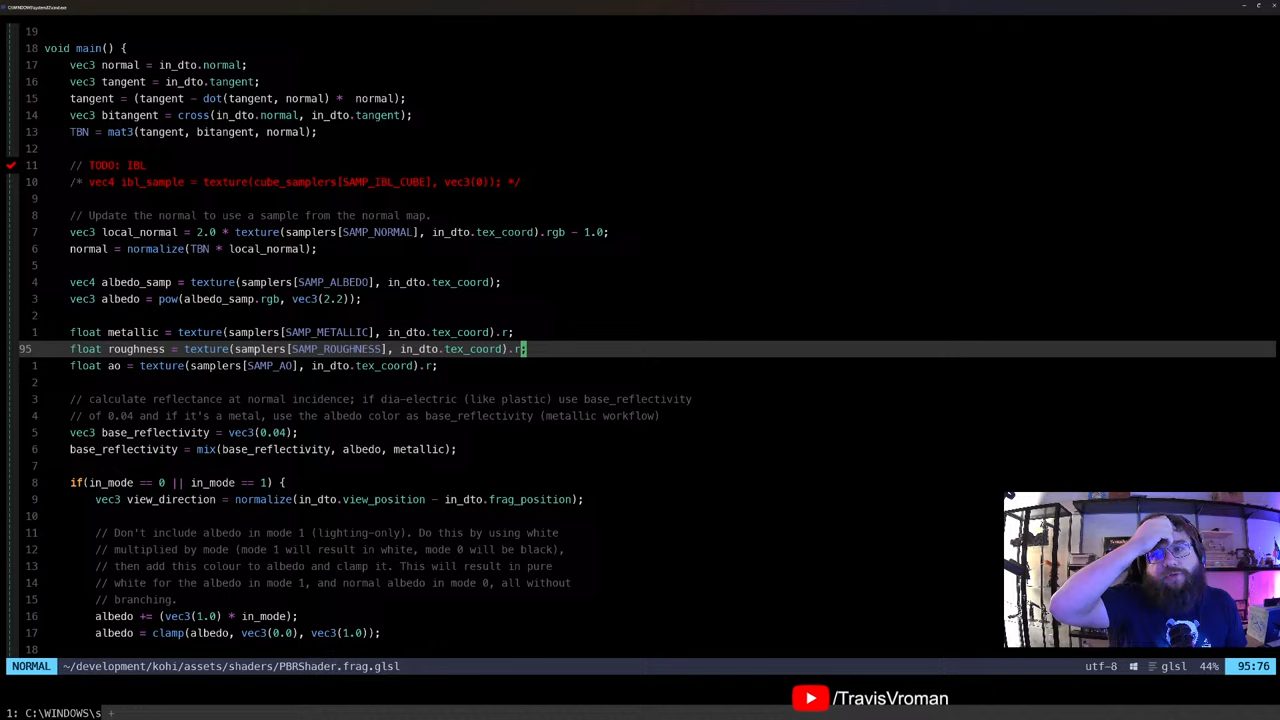 C:\WINDOWS\system32\cmd.exe
19
18 void main() {
17 vec3 normal = in_dto.normal;
16 vec3 tangent = in_dto.tangent;
15 tangent = (tangent - dot(tangent, normal) *  normal);
14 vec3 bitangent = cross(in_dto.normal, in_dto.tangent);
13 TBN = mat3(tangent, bitangent, normal);
12
11 // TODO: IBL
10 /* vec4 ibl_sample = texture(cube_samplers[SAMP_IBL_CUBE], vec3(0)); */
9
8 // Update the normal to use a sample from the normal map.
7 vec3 local_normal = 2.0 * texture(samplers[SAMP_NORMAL], in_dto.tex_coord).rgb - 1.0;
6 normal = normalize(TBN * local_normal);
5
4 vec4 albedo_samp = texture(samplers[SAMP_ALBEDO], in_dto.tex_coord);
3 vec3 albedo = pow(albedo_samp.rgb, vec3(2.2));
2
1 float metallic = texture(samplers[SAMP_METALLIC], in_dto.tex_coord).r;
95 float roughness = texture(samplers[SAMP_ROUGHNESS], in_dto.tex_coord).r;
1 float ao = texture(samplers[SAMP_AO], in_dto.tex_coord).r;
2
3 // calculate reflectance at normal incidence; if dia-electric (like plastic) use base_reflectivity
4 // of 0.04 and if it's a metal, use the albedo color as base_reflectivity (metallic workflow)
5 vec3 base_reflectivity = vec3(0.04);
6 base_reflectivity = mix(base_reflectivity, albedo, metallic);
7
8 if(in_mode == 0 || in_mode == 1) {
9 vec3 view_direction = normalize(in_dto.view_position - in_dto.frag_position);
10
11 // Don't include albedo in mode 1 (lighting-only). Do this by using white
12 // multiplied by mode (mode 1 will result in white, mode 0 will be black),
13 // then add this colour to albedo and clamp it. This will result in pure
14 // white for the albedo in mode 1, and normal albedo in mode 0, all without
15 // branching.
16 albedo += (vec3(1.0) * in_mode);
17 albedo = clamp(albedo, vec3(0.0), vec3(1.0));
18
NORMAL ~/development/kohi/assets/shaders/PBRShader.frag.glsl utf-8 glsl 44% 95:76
/TravisVroman
1: C:\WINDOWS\s +